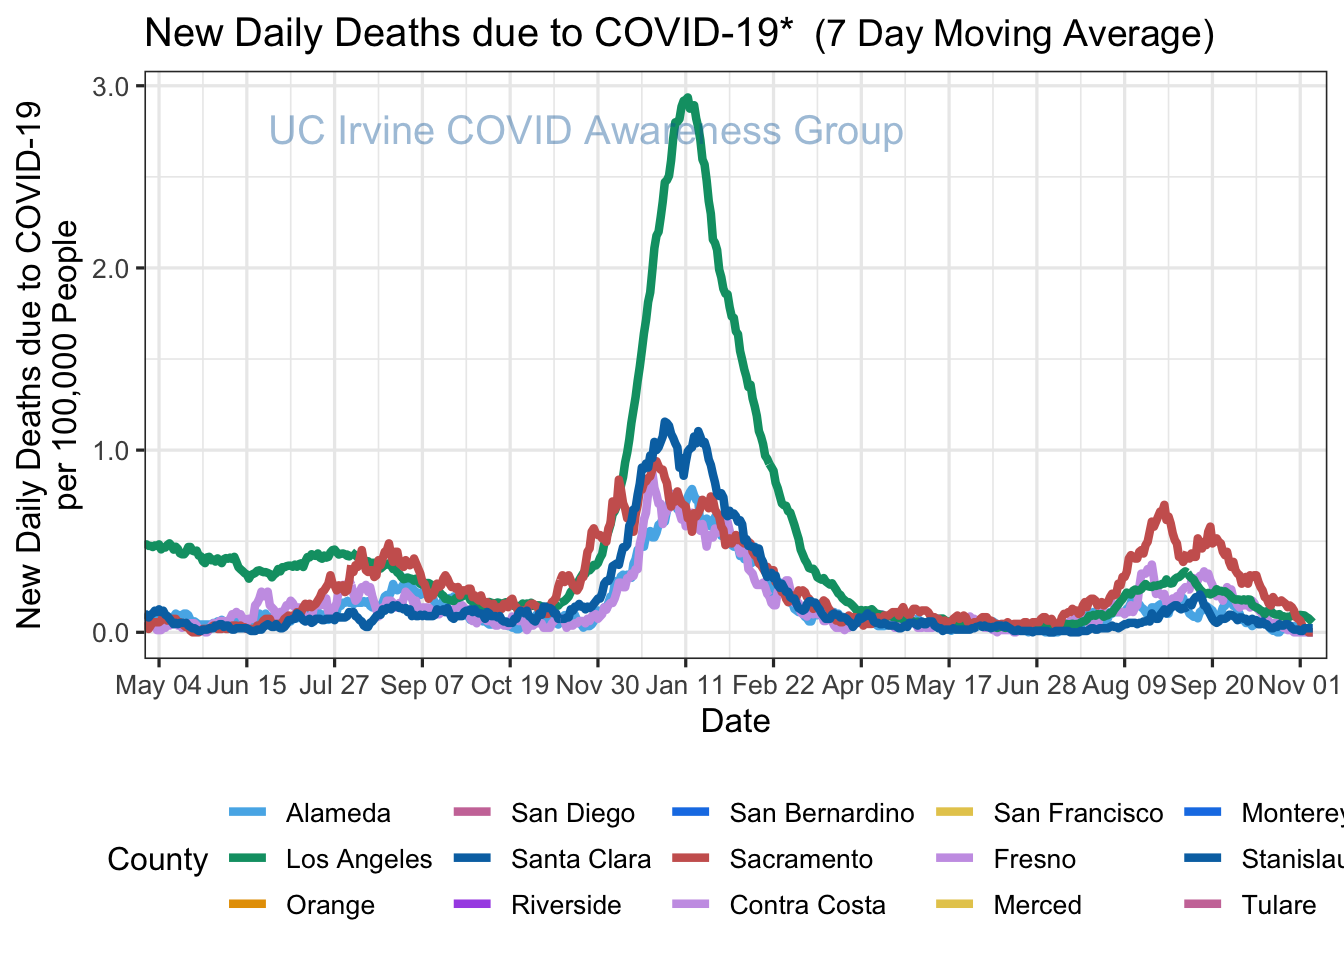 New Daily Deaths due to COVID-19* (7 Day Moving Average)
UC Irvine COVID Awareness Group
New Daily Deaths due to COVID-19
per 100,000 People
3.0
2.0
1.0
0.0
May 04 Jun 15 Jul 27 Sep 07 Oct 19 Nov 30 Jan 11 Feb 22 Apr 05 May 17 Jun 28 Aug 09 Sep 20 Nov 01
Date
County
Alameda San Diego San Bernardino San Francisco Monterey
Los Angeles Santa Clara Sacramento Fresno Stanislau
Orange Riverside Contra Costa Merced Tulare